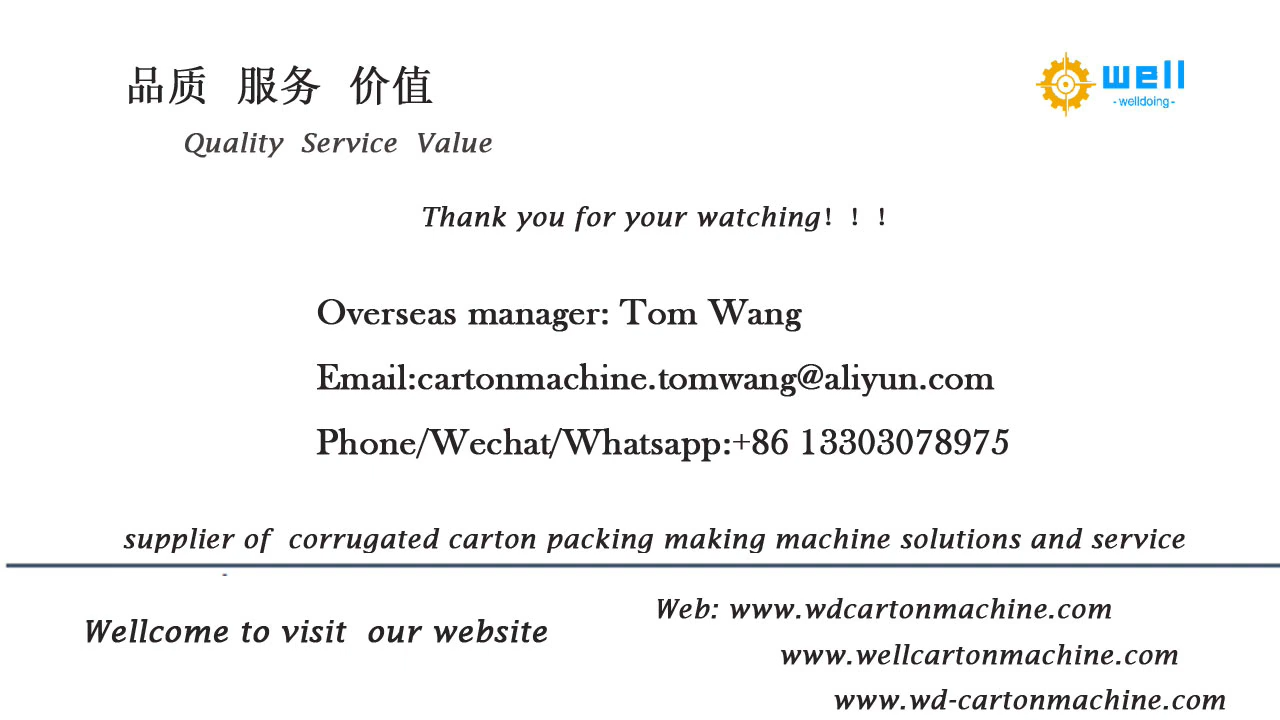 品质 服务 价值
Quality Service Value
well
-welldoing-
Thank you for your watching！！！
Overseas manager: Tom Wang
Email:cartonmachine.tomwang@aliyun.com
Phone/Wechat/Whatsapp:+86 13303078975
supplier of corrugated carton packing making machine solutions and service
Wellcome to visit our website
Web: www.wdcartonmachine.com
www.wellcartonmachine.com
www.wd-cartonmachine.com